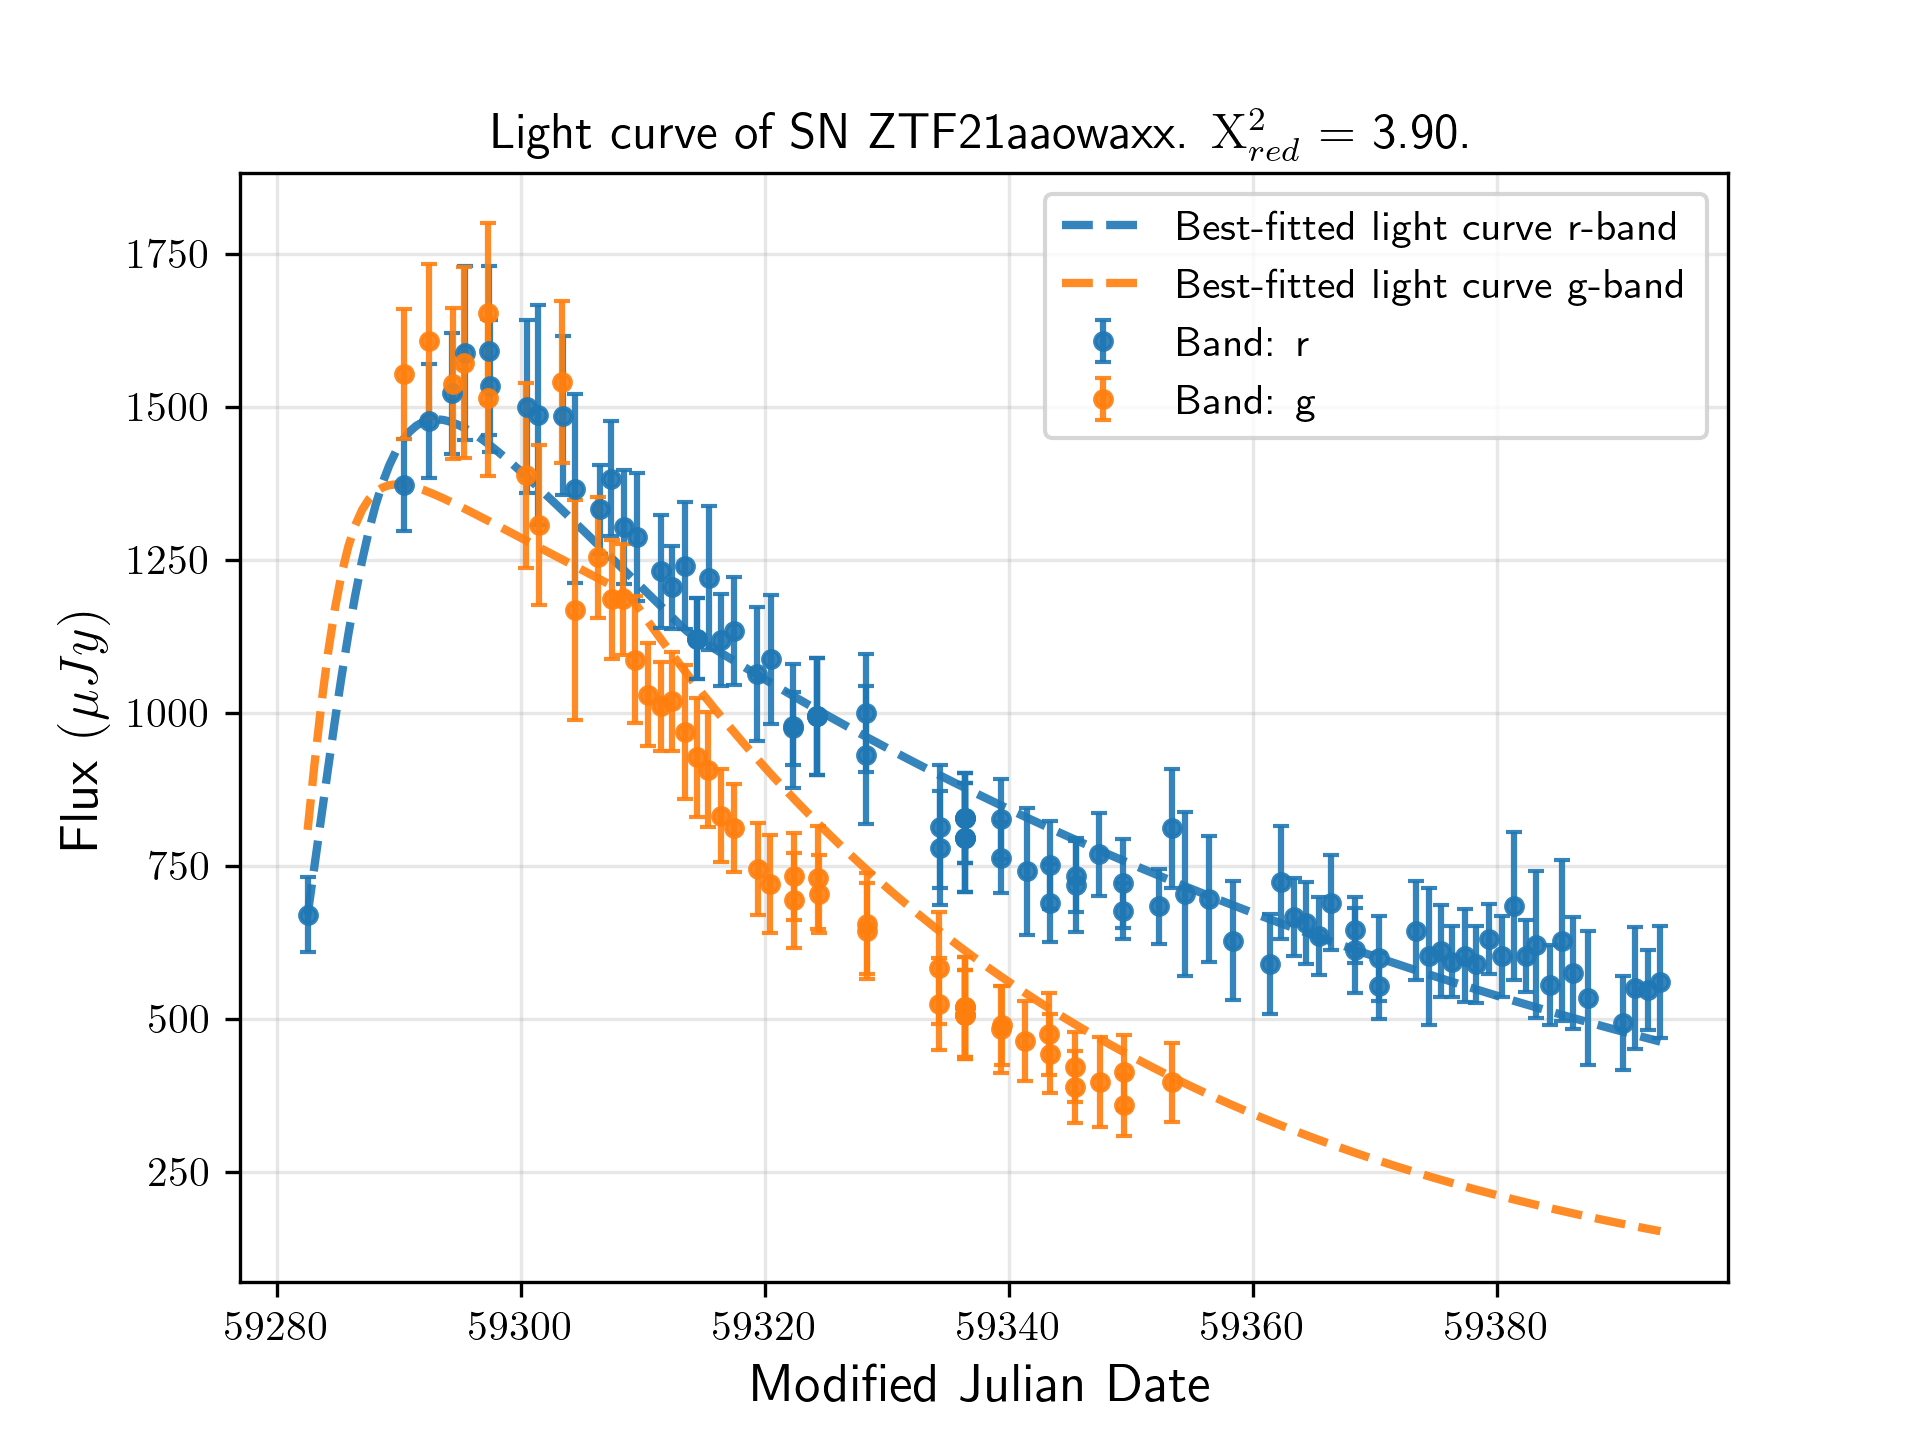 Light curve of SN ZTF21aaowaxx. X²_red = 3.90.
Best-fitted light curve r-band
Best-fitted light curve g-band
Band: r
Band: g
Flux (μJy)
1750
1500
1250
1000
750
500
250
59280 59300 59320 59340 59360 59380
Modified Julian Date